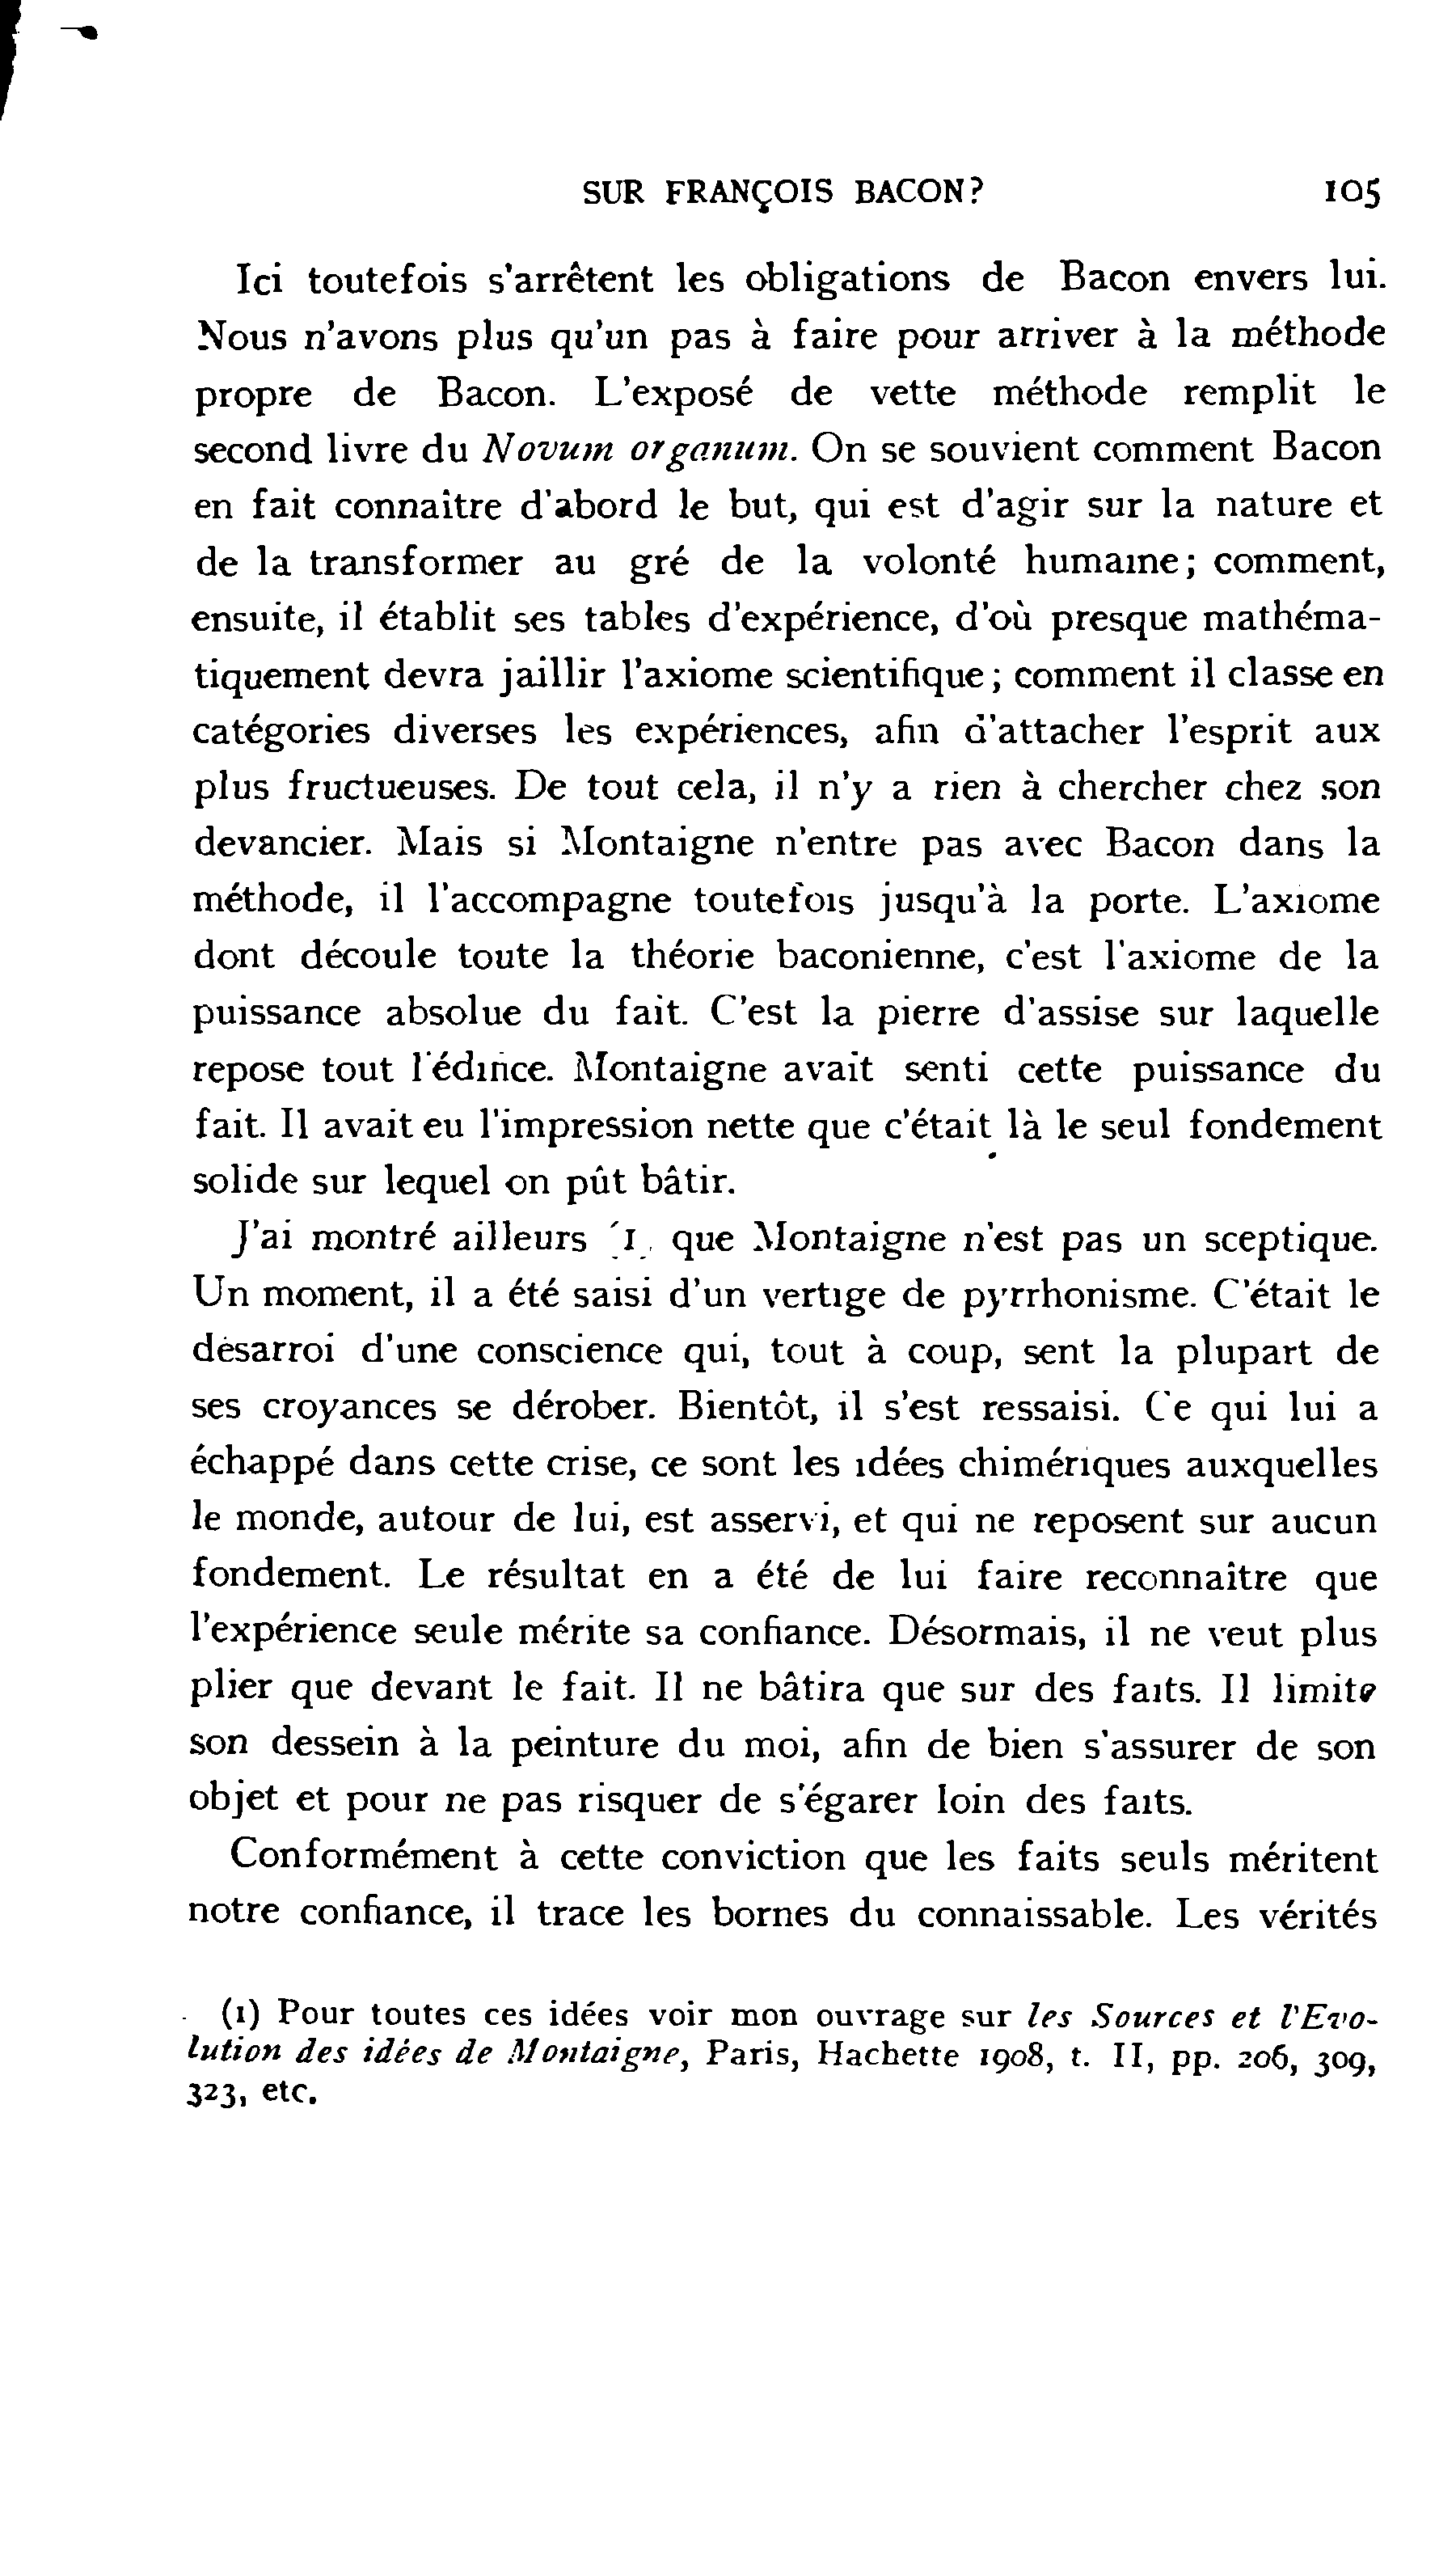 SUR FRANÇOIS BACON? 105
Ici toutefois s'arrêtent les obligations de Bacon envers lui.
Nous n'avons plus qu'un pas à faire pour arriver à la méthode
propre de Bacon. L'exposé de vette méthode remplit le
second livre du Novum organum. On se souvient comment Bacon
en fait connaître d'abord le but, qui est d'agir sur la nature et
de la transformer au gré de la volonté humaine; comment,
ensuite, il établit ses tables d'expérience, d'où presque mathéma-
tiquement devra jaillir l'axiome scientifique; comment il classe en
catégories diverses les expériences, afin d'attacher l'esprit aux
plus fructueuses. De tout cela, il n'y a rien à chercher chez son
devancier. Mais si Montaigne n'entre pas avec Bacon dans la
méthode, il l'accompagne toutefois jusqu'à la porte. L'axiome
dont découle toute la théorie baconienne, c'est l'axiome de la
puissance absolue du fait. C'est la pierre d'assise sur laquelle
repose tout l'édifice. Montaigne avait senti cette puissance du
fait. Il avait eu l'impression nette que c'était là le seul fondement
solide sur lequel on pût bâtir.
J'ai montré ailleurs (1) que Montaigne n'est pas un sceptique.
Un moment, il a été saisi d'un vertige de pyrrhonisme. C'était le
désarroi d'une conscience qui, tout à coup, sent la plupart de
ses croyances se dérober. Bientôt, il s'est ressaisi. Ce qui lui a
échappé dans cette crise, ce sont les idées chimériques auxquelles
le monde, autour de lui, est asservi, et qui ne reposent sur aucun
fondement. Le résultat en a été de lui faire reconnaître que
l'expérience seule mérite sa confiance. Désormais, il ne veut plus
plier que devant le fait. Il ne bâtira que sur des faits. Il limite
son dessein à la peinture du moi, afin de bien s'assurer de son
objet et pour ne pas risquer de s'égarer loin des faits.
Conformément à cette conviction que les faits seuls méritent
notre confiance, il trace les bornes du connaissable. Les vérités
(1) Pour toutes ces idées voir mon ouvrage sur les Sources et l'Evo-
lution des idées de Montaigne, Paris, Hachette 1908, t. II, pp. 206, 309,
323, etc.